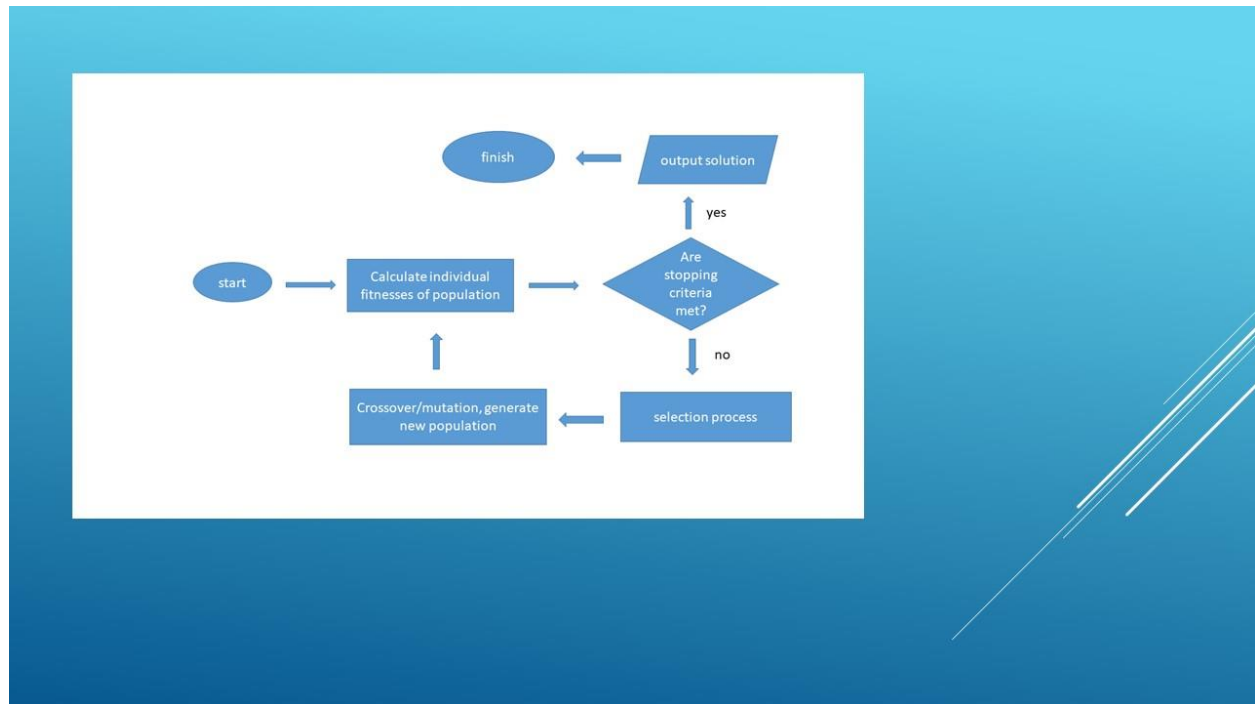 finish
output solution
yes
start
Calculate individual
fitnesses of population
Are
stopping
criteria
met?
no
Crossover/mutation, generate
new population
selection process